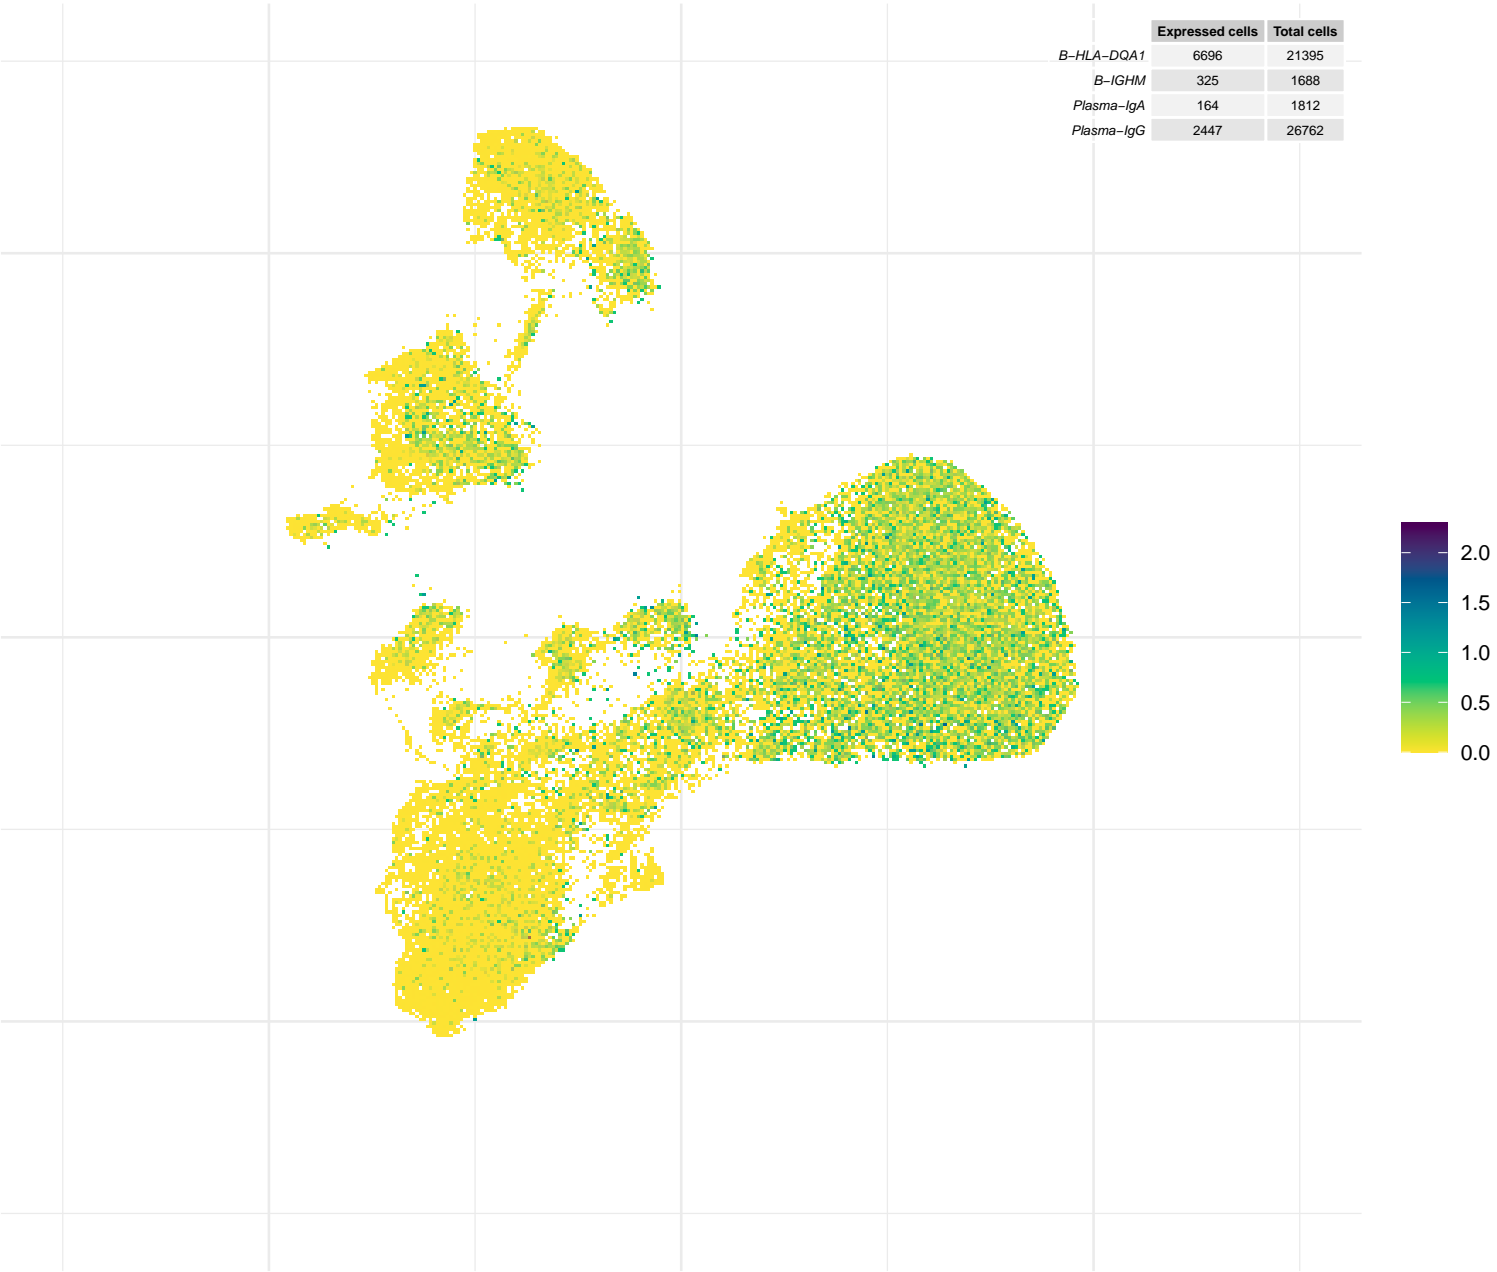 Expressed cells Total cells
B−HLA−DQA1 6696 21395
B−IGHM 325 1688
Plasma−IgA 164 1812
Plasma−IgG 2447 26762
2.0
1.5
1.0
0.5
0.0